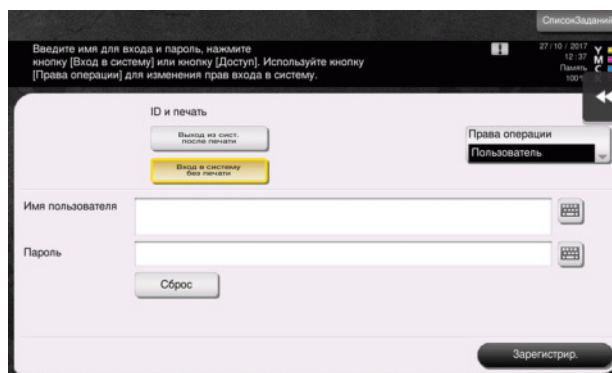 СписокЗаданий
Введите имя для входа и пароль, нажмите
кнопку [Вход в систему] или кнопку [Доступ]. Используйте кнопку
[Права операции] для изменения прав входа в систему.
27/10 / 2017
12:37
Память
100%
Y
M
C
K
ID и печать
Выход из сист.
после печати
Вход в систему
без печати
Права операции
Пользователь
Имя пользователя
Пароль
Сброс
Зарегистрир.